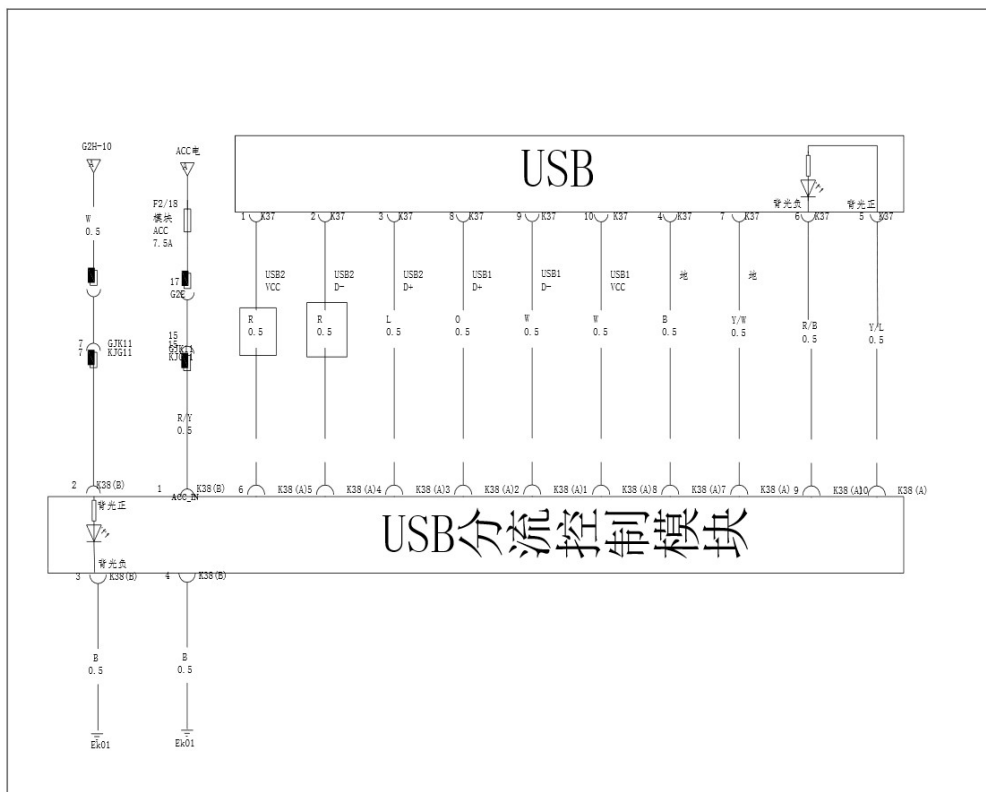 G2H-10
ACC电
USB
F2/18
模块
ACC
7.5A
W
0.5
背光负
背光正
1 K37
2 K37
3 K37
8 K37
9 K37
10 K37
4 K37
7 K37
6 K37
5 K37
17
G2E
USB2
VCC
USB2
D-
USB2
D+
USB1
D+
USB1
D-
USB1
VCC
地
地
R
0.5
R
0.5
L
0.5
O
0.5
W
0.5
W
0.5
B
0.5
Y/W
0.5
R/B
0.5
Y/L
0.5
7 GJK11
7 KJG11
15
15
R/Y
0.5
2 K38(B)
1 K38(B)
ACC_IN
6 K38(A)
5 K38(A)
4 K38(A)
3 K38(A)
2 K38(A)
1 K38(A)
8 K38(A)
7 K38(A)
9 K38(A)
10 K38(A)
背光正
USB分流控制模块
背光负
3 K38(B)
4 K38(B)
B
0.5
B
0.5
Ek01
Ek01